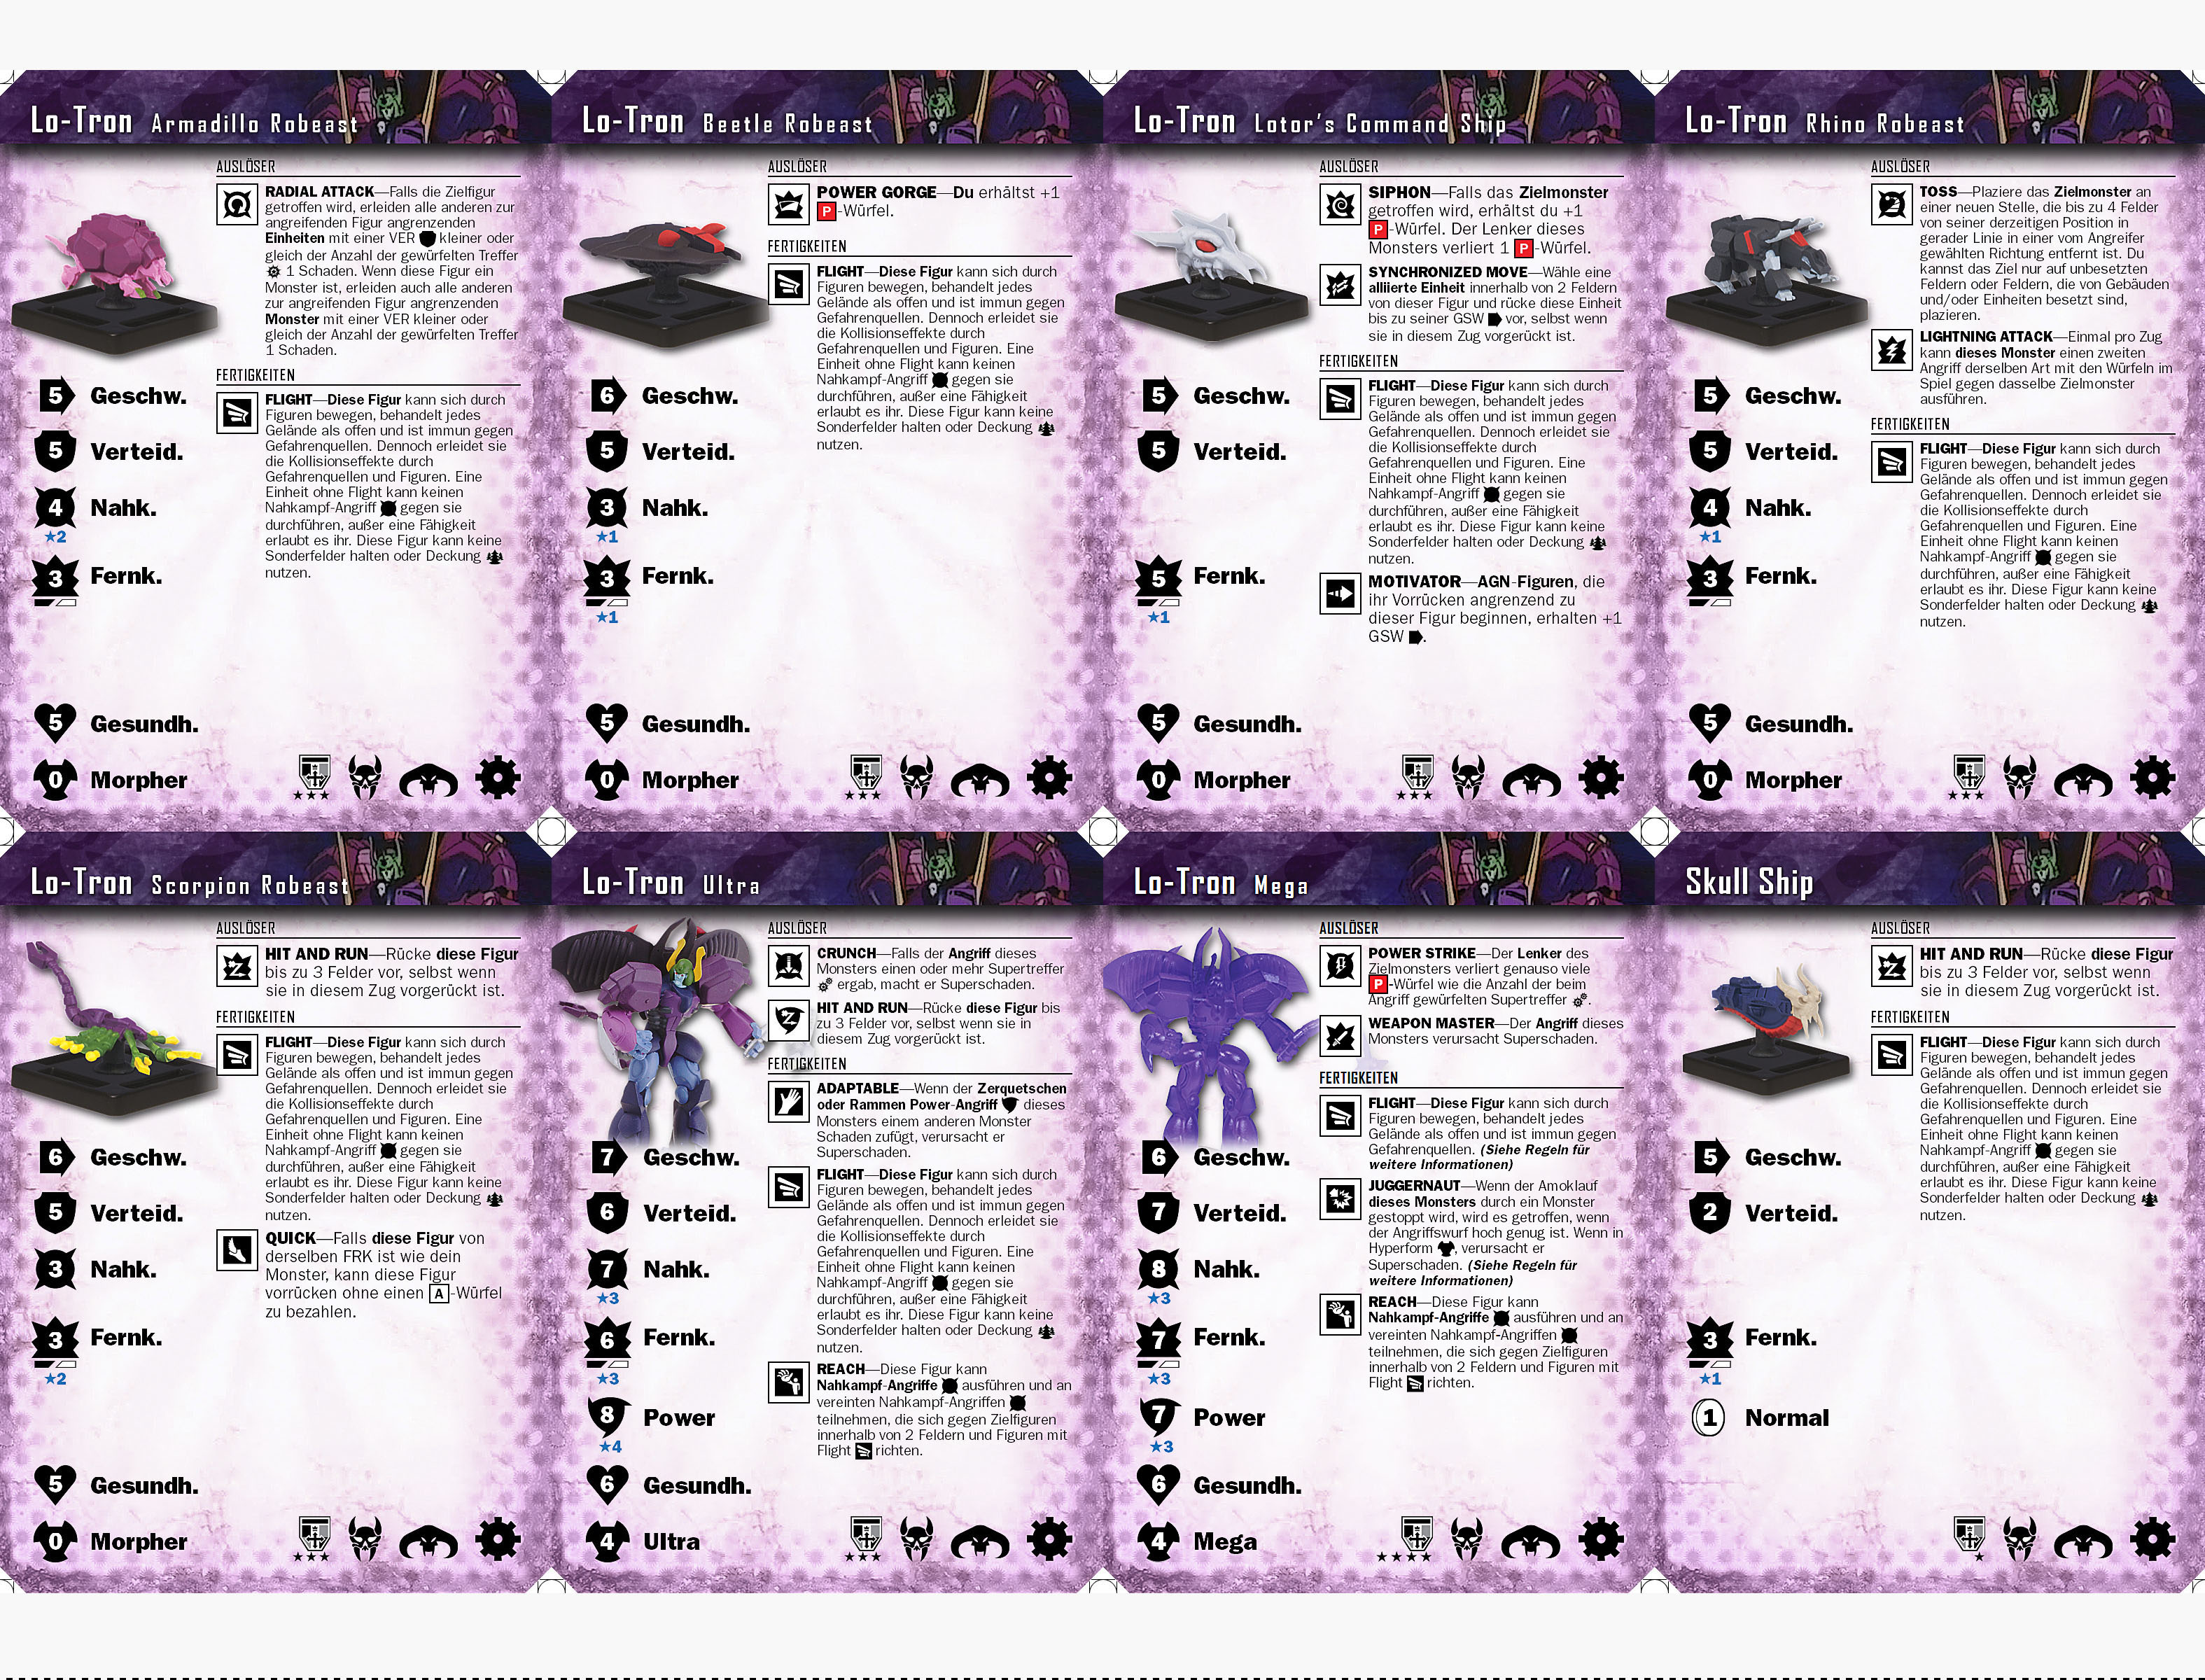 Lo-Tron Armadillo Robeast
AUSLÖSER
RADIAL ATTACK—Falls die Zielfigur
getroffen wird, erleiden alle anderen zur
angreifenden Figur angrenzenden
Einheiten mit einer VER kleiner oder
gleich der Anzahl der gewürfelten Treffer
1 Schaden. Wenn diese Figur ein
Monster ist, erleiden auch alle anderen
zur angreifenden Figur angrenzenden
Monster mit einer VER kleiner oder
gleich der Anzahl der gewürfelten Treffer
1 Schaden.
FERTIGKEITEN
FLIGHT—Diese Figur kann sich durch
Figuren bewegen, behandelt jedes
Gelände als offen und ist immun gegen
Gefahrenquellen. Dennoch erleidet sie
die Kollisionseffekte durch
Gefahrenquellen und Figuren. Eine
Einheit ohne Flight kann keinen
Nahkampf-Angriff gegen sie
durchführen, außer eine Fähigkeit
erlaubt es ihr. Diese Figur kann keine
Sonderfelder halten oder Deckung
nutzen.
5 Geschw.
5 Verteid.
4 Nahk.
★2
3 Fernk.
5 Gesundh.
0 Morpher
★★★
Lo-Tron Beetle Robeast
AUSLÖSER
POWER GORGE—Du erhältst +1
P-Würfel.
FERTIGKEITEN
FLIGHT—Diese Figur kann sich durch
Figuren bewegen, behandelt jedes
Gelände als offen und ist immun gegen
Gefahrenquellen. Dennoch erleidet sie
die Kollisionseffekte durch
Gefahrenquellen und Figuren. Eine
Einheit ohne Flight kann keinen
Nahkampf-Angriff gegen sie
durchführen, außer eine Fähigkeit
erlaubt es ihr. Diese Figur kann keine
Sonderfelder halten oder Deckung
nutzen.
6 Geschw.
5 Verteid.
3 Nahk.
★1
3 Fernk.
★1
5 Gesundh.
0 Morpher
★★★
Lo-Tron Lotor's Command Ship
AUSLÖSER
SIPHON—Falls das Zielmonster
getroffen wird, erhältst du +1
P-Würfel. Der Lenker dieses
Monsters verliert 1 P-Würfel.
SYNCHRONIZED MOVE—Wähle eine
alliierte Einheit innerhalb von 2 Feldern
von dieser Figur und rücke diese Einheit
bis zu seiner GSW vor, selbst wenn
sie in diesem Zug vorgerückt ist.
FERTIGKEITEN
FLIGHT—Diese Figur kann sich durch
Figuren bewegen, behandelt jedes
Gelände als offen und ist immun gegen
Gefahrenquellen. Dennoch erleidet sie
die Kollisionseffekte durch
Gefahrenquellen und Figuren. Eine
Einheit ohne Flight kann keinen
Nahkampf-Angriff gegen sie
durchführen, außer eine Fähigkeit
erlaubt es ihr. Diese Figur kann keine
Sonderfelder halten oder Deckung
nutzen.
MOTIVATOR—AGN-Figuren, die
ihr Vorrücken angrenzend zu
dieser Figur beginnen, erhalten +1
GSW .
5 Geschw.
5 Verteid.
5 Fernk.
★1
5 Gesundh.
0 Morpher
★★★
Lo-Tron Rhino Robeast
AUSLÖSER
TOSS—Plaziere das Zielmonster an
einer neuen Stelle, die bis zu 4 Felder
von seiner derzeitigen Position in
gerader Linie in einer vom Angreifer
gewählten Richtung entfernt ist. Du
kannst das Ziel nur auf unbesetzten
Feldern oder Feldern, die von Gebäuden
und/oder Einheiten besetzt sind,
plazieren.
LIGHTNING ATTACK—Einmal pro Zug
kann dieses Monster einen zweiten
Angriff derselben Art mit den Würfeln im
Spiel gegen dasselbe Zielmonster
ausführen.
FERTIGKEITEN
FLIGHT—Diese Figur kann sich durch
Figuren bewegen, behandelt jedes
Gelände als offen und ist immun gegen
Gefahrenquellen. Dennoch erleidet sie
die Kollisionseffekte durch
Gefahrenquellen und Figuren. Eine
Einheit ohne Flight kann keinen
Nahkampf-Angriff gegen sie
durchführen, außer eine Fähigkeit
erlaubt es ihr. Diese Figur kann keine
Sonderfelder halten oder Deckung
nutzen.
5 Geschw.
5 Verteid.
4 Nahk.
★1
3 Fernk.
5 Gesundh.
0 Morpher
★★★
Lo-Tron Scorpion Robeast
AUSLÖSER
HIT AND RUN—Rücke diese Figur
bis zu 3 Felder vor, selbst wenn
sie in diesem Zug vorgerückt ist.
FERTIGKEITEN
FLIGHT—Diese Figur kann sich durch
Figuren bewegen, behandelt jedes
Gelände als offen und ist immun gegen
Gefahrenquellen. Dennoch erleidet sie
die Kollisionseffekte durch
Gefahrenquellen und Figuren. Eine
Einheit ohne Flight kann keinen
Nahkampf-Angriff gegen sie
durchführen, außer eine Fähigkeit
erlaubt es ihr. Diese Figur kann keine
Sonderfelder halten oder Deckung
nutzen.
QUICK—Falls diese Figur von
derselben FRK ist wie dein
Monster, kann diese Figur
vorrücken ohne einen A-Würfel
zu bezahlen.
6 Geschw.
5 Verteid.
3 Nahk.
3 Fernk.
★2
5 Gesundh.
0 Morpher
★★★
Lo-Tron Ultra
AUSLÖSER
CRUNCH—Falls der Angriff dieses
Monsters einen oder mehr Supertreffer
ergab, macht er Superschaden.
HIT AND RUN—Rücke diese Figur bis
zu 3 Felder vor, selbst wenn sie in
diesem Zug vorgerückt ist.
FERTIGKEITEN
ADAPTABLE—Wenn der Zerquetschen
oder Rammen Power-Angriff dieses
Monsters einem anderen Monster
Schaden zufügt, verursacht er
Superschaden.
FLIGHT—Diese Figur kann sich durch
Figuren bewegen, behandelt jedes
Gelände als offen und ist immun gegen
Gefahrenquellen. Dennoch erleidet sie
die Kollisionseffekte durch
Gefahrenquellen und Figuren. Eine
Einheit ohne Flight kann keinen
Nahkampf-Angriff gegen sie
durchführen, außer eine Fähigkeit
erlaubt es ihr. Diese Figur kann keine
Sonderfelder halten oder Deckung
nutzen.
REACH—Diese Figur kann
Nahkampf-Angriffe ausführen und an
vereinten Nahkampf-Angriffen
teilnehmen, die sich gegen Zielfiguren
innerhalb von 2 Feldern und Figuren mit
Flight richten.
7 Geschw.
6 Verteid.
7 Nahk.
★3
6 Fernk.
★3
8 Power
★4
6 Gesundh.
4 Ultra
★★★
Lo-Tron Mega
AUSLÖSER
POWER STRIKE—Der Lenker des
Zielmonsters verliert genauso viele
P-Würfel wie die Anzahl der beim
Angriff gewürfelten Supertreffer .
WEAPON MASTER—Der Angriff dieses
Monsters verursacht Superschaden.
FERTIGKEITEN
FLIGHT—Diese Figur kann sich durch
Figuren bewegen, behandelt jedes
Gelände als offen und ist immun gegen
Gefahrenquellen. (Siehe Regeln für
weitere Informationen)
JUGGERNAUT—Wenn der Amoklauf
dieses Monsters durch ein Monster
gestoppt wird, wird es getroffen, wenn
der Angriffswurf hoch genug ist. Wenn in
Hyperform , verursacht er
Superschaden. (Siehe Regeln für
weitere Informationen)
REACH—Diese Figur kann
Nahkampf-Angriffe ausführen und an
vereinten Nahkampf-Angriffen
teilnehmen, die sich gegen Zielfiguren
innerhalb von 2 Feldern und Figuren mit
Flight richten.
6 Geschw.
7 Verteid.
8 Nahk.
★3
7 Fernk.
★3
7 Power
★3
6 Gesundh.
4 Mega
★★★★
Skull Ship
AUSLÖSER
HIT AND RUN—Rücke diese Figur
bis zu 3 Felder vor, selbst wenn
sie in diesem Zug vorgerückt ist.
FERTIGKEITEN
FLIGHT—Diese Figur kann sich durch
Figuren bewegen, behandelt jedes
Gelände als offen und ist immun gegen
Gefahrenquellen. Dennoch erleidet sie
die Kollisionseffekte durch
Gefahrenquellen und Figuren. Eine
Einheit ohne Flight kann keinen
Nahkampf-Angriff gegen sie
durchführen, außer eine Fähigkeit
erlaubt es ihr. Diese Figur kann keine
Sonderfelder halten oder Deckung
nutzen.
5 Geschw.
2 Verteid.
3 Fernk.
★1
1 Normal
★